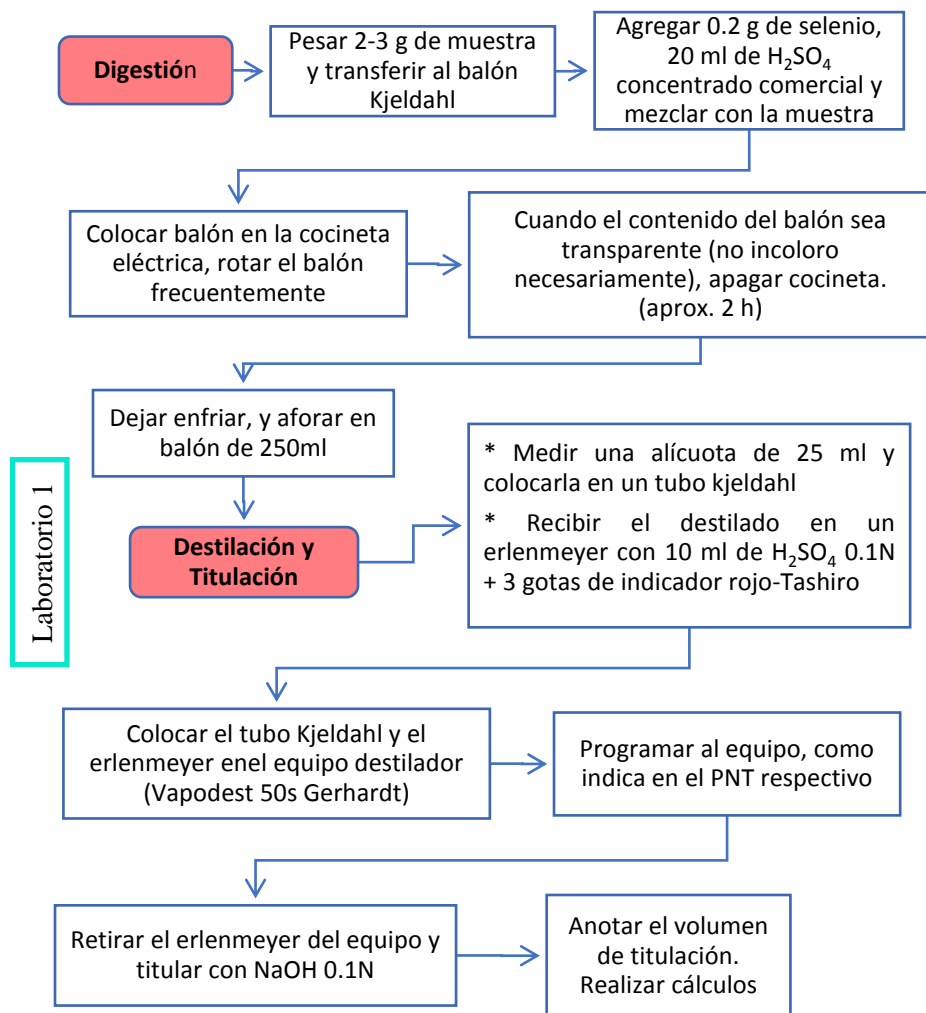 Digestión
Pesar 2-3 g de muestra
y transferir al balón
Kjeldahl
Agregar 0.2 g de selenio,
20 ml de H₂SO₄
concentrado comercial y
mezclar con la muestra
Colocar balón en la cocineta
eléctrica, rotar el balón
frecuentemente
Cuando el contenido del balón sea
transparente (no incoloro
necesariamente), apagar cocineta.
(aprox. 2 h)
Dejar enfriar, y aforar en
balón de 250ml
Laboratorio 1
Destilación y
Titulación
* Medir una alícuota de 25 ml y
colocarla en un tubo kjeldahl
* Recibir el destilado en un
erlenmeyer con 10 ml de H₂SO₄ 0.1N
+ 3 gotas de indicador rojo-Tashiro
Colocar el tubo Kjeldahl y el
erlenmeyer enel equipo destilador
(Vapodest 50s Gerhardt)
Programar al equipo, como
indica en el PNT respectivo
Retirar el erlenmeyer del equipo y
titular con NaOH 0.1N
Anotar el volumen
de titulación.
Realizar cálculos